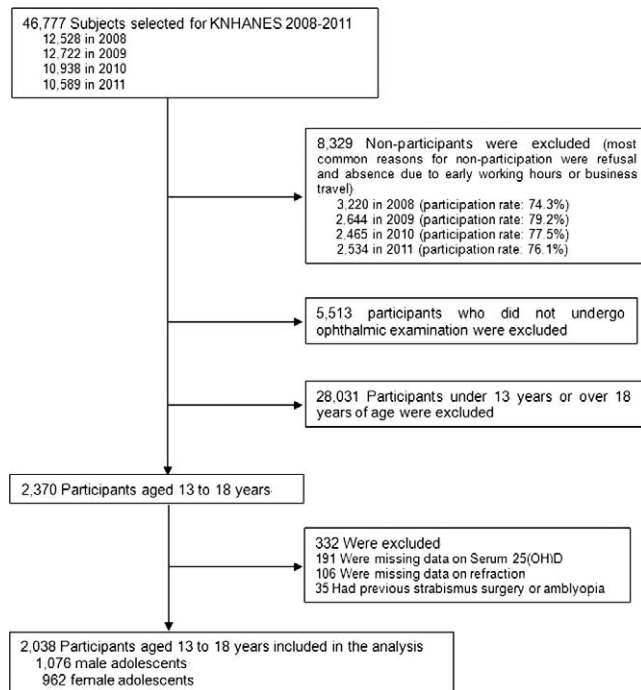 46,777 Subjects selected for KNHANES 2008-2011
12,528 in 2008
12,722 in 2009
10,938 in 2010
10,589 in 2011
8,329 Non-participants were excluded (most
common reasons for non-participation were refusal
and absence due to early working hours or business
travel)
3,220 in 2008 (participation rate: 74.3%)
2,644 in 2009 (participation rate: 79.2%)
2,465 in 2010 (participation rate: 77.5%)
2,534 in 2011 (participation rate: 76.1%)
5,513 participants who did not undergo
ophthalmic examination were excluded
28,031 Participants under 13 years or over 18
years of age were excluded
2,370 Participants aged 13 to 18 years
332 Were excluded
191 Were missing data on Serum 25(OH)D
106 Were missing data on refraction
35 Had previous strabismus surgery or amblyopia
2,038 Participants aged 13 to 18 years included in the analysis
1,076 male adolescents
962 female adolescents